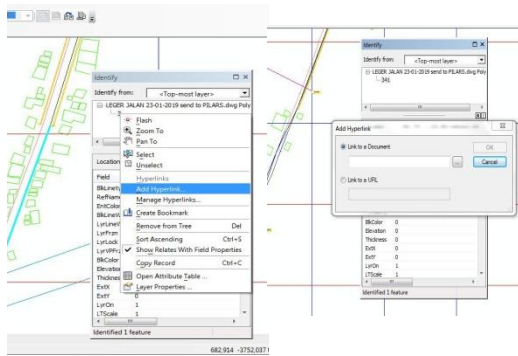 Identify
Identify from: <Top-most layer>
LEGER JALAN 23-01-2019 send to PILARS.dwg Poly
Flash
Zoom To
Pan To
Select
Unselect
Hyperlinks
Add Hyperlink...
Manage Hyperlinks...
Create Bookmark
Remove from Tree Del
Sort Ascending Ctrl+S
Show Relates With Field Properties
Copy Record Ctrl+C
Open Attribute Table ...
Layer Properties ...
Location
Field
BlkLinety
RefName
EntColor
BlkLineW
LyrLineW
LyrFrzn
LyrLock
LyrVPFrz
BlkColor
Elevation
Thickness
ExtX
ExtY 0
LyrOn 1
LTScale 1
Identified 1 feature
682,914 -3752,037
Identify
Identify from: <Top-most layer>
LEGER JALAN 23-01-2019 send to PILARS.dwg Poly
341
Add Hyperlink
Link to a Document
OK
...
Cancel
Link to a URL
BlkColor 0
Elevation 0
Thickness 0
ExtX 0
ExtY 0
LyrOn 1
LTScale 1
Identified 1 feature